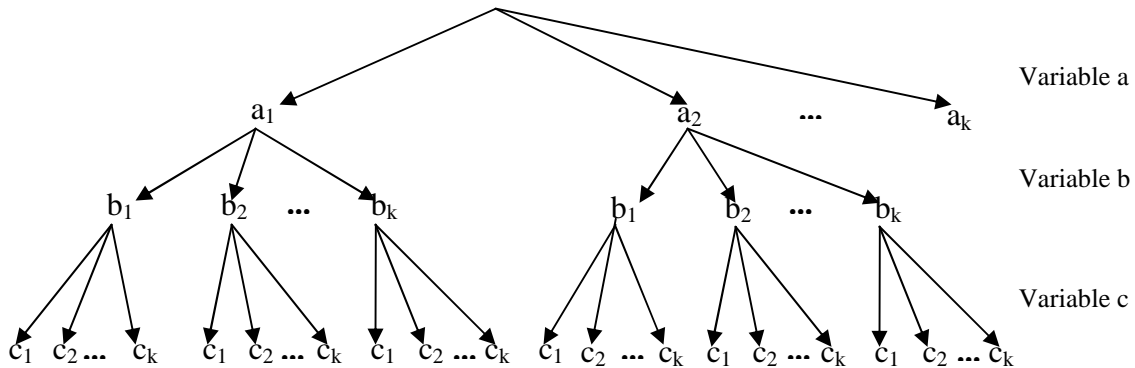 Variable a
a₁ a₂ ... aₖ
Variable b
b₁ b₂ ... bₖ b₁ b₂ ... bₖ
Variable c
c₁ c₂ ... cₖ c₁ c₂ ... cₖ c₁ c₂ ... cₖ c₁ c₂ ... cₖ c₁ c₂ ... cₖ c₁ c₂ ... cₖ